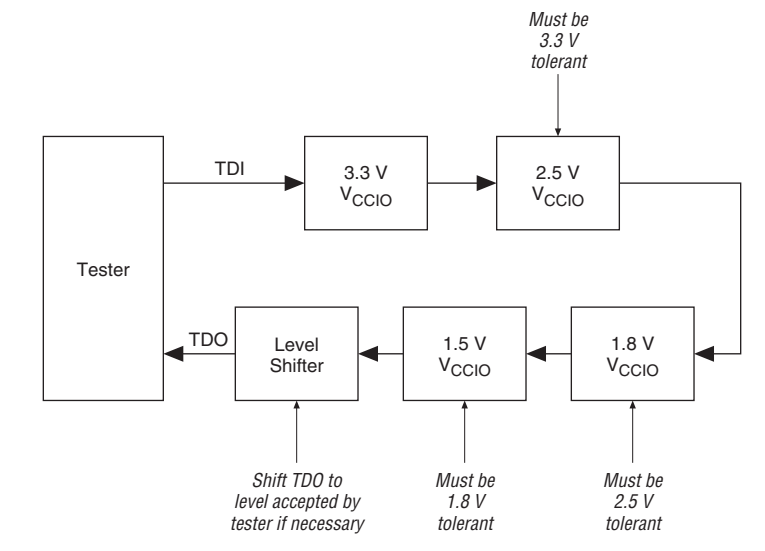 Must be
3.3 V
tolerant
TDI
3.3 V
VCCIO
2.5 V
VCCIO
Tester
TDO
Level
Shifter
1.5 V
VCCIO
1.8 V
VCCIO
Shift TDO to
level accepted by
tester if necessary
Must be
1.8 V
tolerant
Must be
2.5 V
tolerant